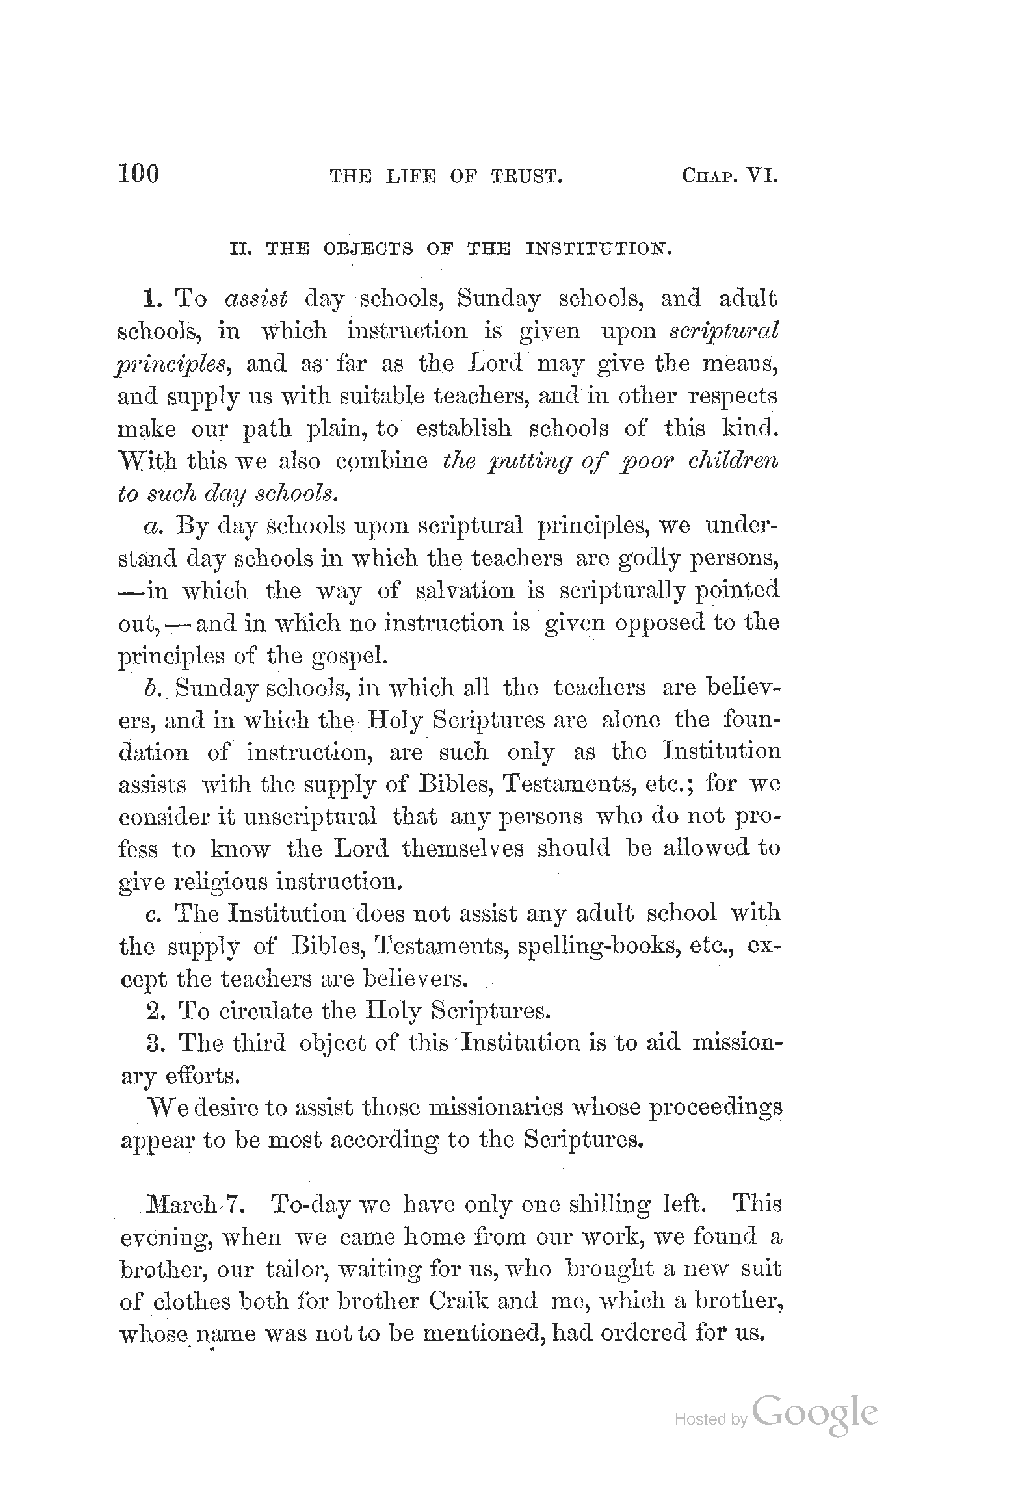 100 THE LIFE OF TRUST. CHAP. VI.
II. THE OBJECTS OF THE INSTITUTION.
1. To assist day schools, Sunday schools, and adult
schools, in which instruction is given upon scriptural
principles, and as far as the Lord may give the means,
and supply us with suitable teachers, and in other respects
make our path plain, to establish schools of this kind.
With this we also combine the putting of poor children
to such day schools.
a. By day schools upon scriptural principles, we under-
stand day schools in which the teachers are godly persons,
—in which the way of salvation is scripturally pointed
out,—and in which no instruction is given opposed to the
principles of the gospel.
b. Sunday schools, in which all the teachers are believ-
ers, and in which the Holy Scriptures are alone the foun-
dation of instruction, are such only as the Institution
assists with the supply of Bibles, Testaments, etc.; for we
consider it unscriptural that any persons who do not pro-
fess to know the Lord themselves should be allowed to
give religious instruction.
c. The Institution does not assist any adult school with
the supply of Bibles, Testaments, spelling-books, etc., ex-
cept the teachers are believers.
2. To circulate the Holy Scriptures.
3. The third object of this Institution is to aid mission-
ary efforts.
We desire to assist those missionaries whose proceedings
appear to be most according to the Scriptures.
March 7. To-day we have only one shilling left. This
evening, when we came home from our work, we found a
brother, our tailor, waiting for us, who brought a new suit
of clothes both for brother Craik and me, which a brother,
whose name was not to be mentioned, had ordered for us.
Hosted by Google